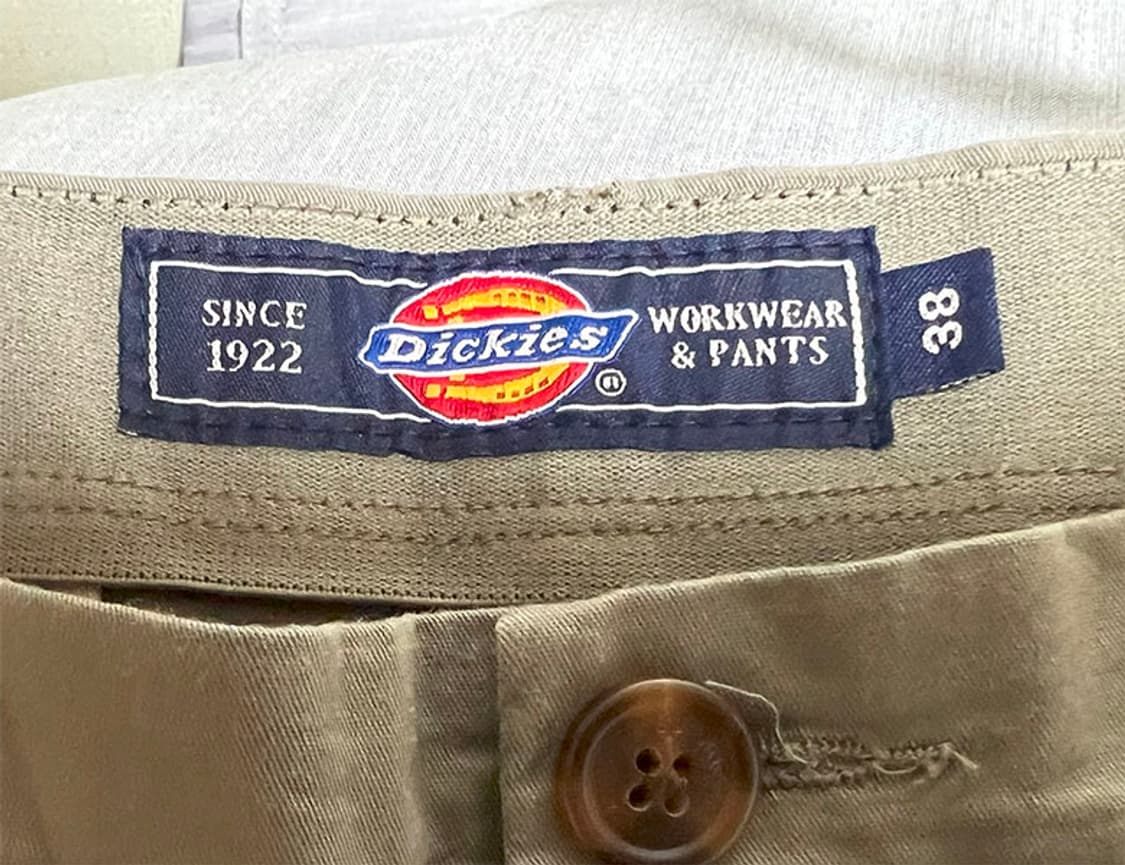 SINCE
1922
Dickies
®
WORKWEAR
& PANTS
38